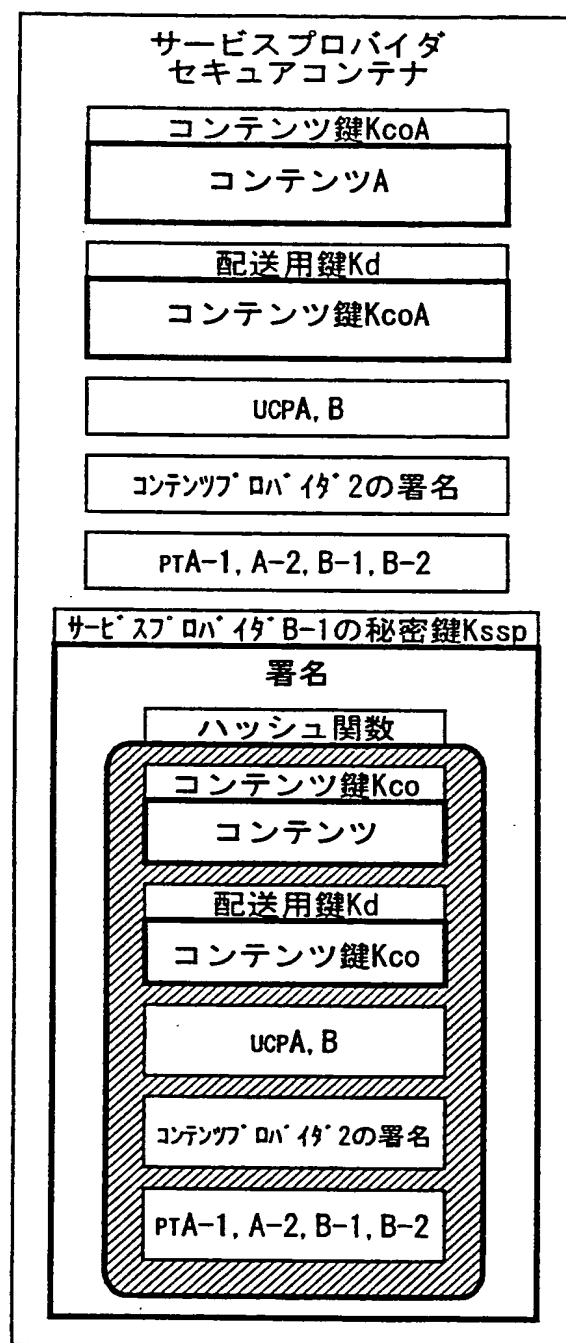 サービスプロバイダ
セキュアコンテナ
コンテンツ鍵KcoA
コンテンツA
配送用鍵Kd
コンテンツ鍵KcoA
UCPA, B
コンテンツプロバイダ2の署名
PTA-1, A-2, B-1, B-2
サービスプロバイダB-1の秘密鍵Kssp
署名
ハッシュ関数
コンテンツ鍵Kco
コンテンツ
配送用鍵Kd
コンテンツ鍵Kco
UCPA, B
コンテンツプロバイダ2の署名
PTA-1, A-2, B-1, B-2